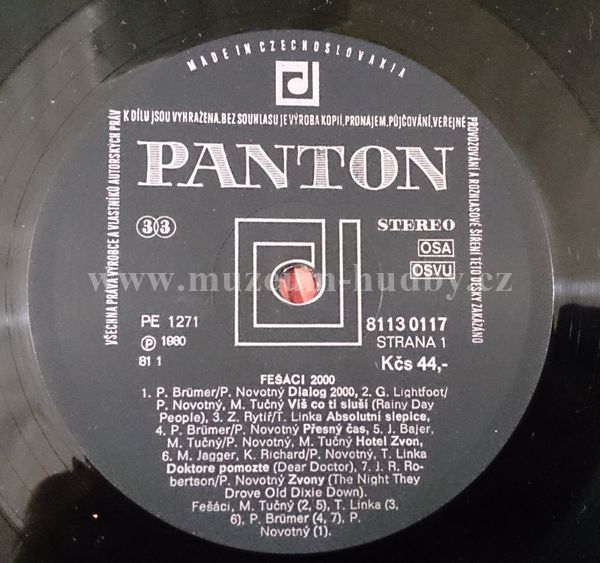 MADE IN CZECHOSLOVAKIA
VŠECHNA PRÁVA VÝROBCE A VLASTNÍKŮ AUTORSKÝCH PRÁV
K DÍLU JSOU VYHRAZENA. BEZ SOUHLASU JE VÝROBA KOPIÍ, PRONÁJEM, PŮJČOVÁNÍ, VEŘEJNÉ
PROVOZOVÁNÍ A ROZHLASOVÉ ŠÍŘENÍ TÉTO DESKY ZAKÁZÁNO
PANTON
33
STEREO
OSA
OSVU
www.muzeum-hudby.cz
PE 1271
8113 0117
℗ 1980
STRANA 1
81 1
Kčs 44,-
FEŠÁCI 2000
1. P. Brümer/P. Novotný Dialog 2000, 2. G. Lightfoot/
P. Novotný, M. Tučný Víš co ti sluší (Rainy Day
People), 3. Z. Rytíř/T. Linka Absolutní slepice,
4. P. Brümer/P. Novotný Přesný čas, 5. J. Bajer,
M. Tučný/P. Novotný, M. Tučný Hotel Zvon,
6. M. Jagger, K. Richard/P. Novotný, T. Linka
Doktore pomozte (Dear Doctor), 7. J. R. Ro-
bertson/P. Novotný Zvony (The Night They
Drove Old Dixie Down).
Fešáci, M. Tučný (2, 5), T. Linka (3,
6), P. Brümer (4, 7), P.
Novotný (1).